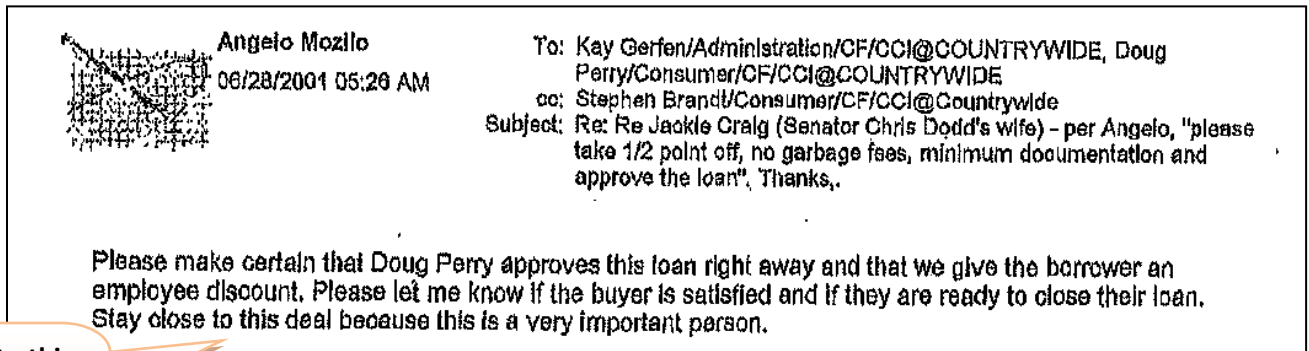 Angelo Mozilo
06/28/2001 05:26 AM
To: Kay Gerfen/Administration/CF/CCI@COUNTRYWIDE, Doug
Perry/Consumer/CF/CCI@COUNTRYWIDE
cc: Stephen Brandt/Consumer/CF/CCI@Countrywide
Subject: Re: Re Jackie Craig (Senator Chris Dodd's wife) - per Angelo, "please
take 1/2 point off, no garbage fees, minimum documentation and
approve the loan", Thanks,.
Please make certain that Doug Perry approves this loan right away and that we give the borrower an
employee discount. Please let me know if the buyer is satisfied and if they are ready to close their loan.
Stay close to this deal because this is a very important person.